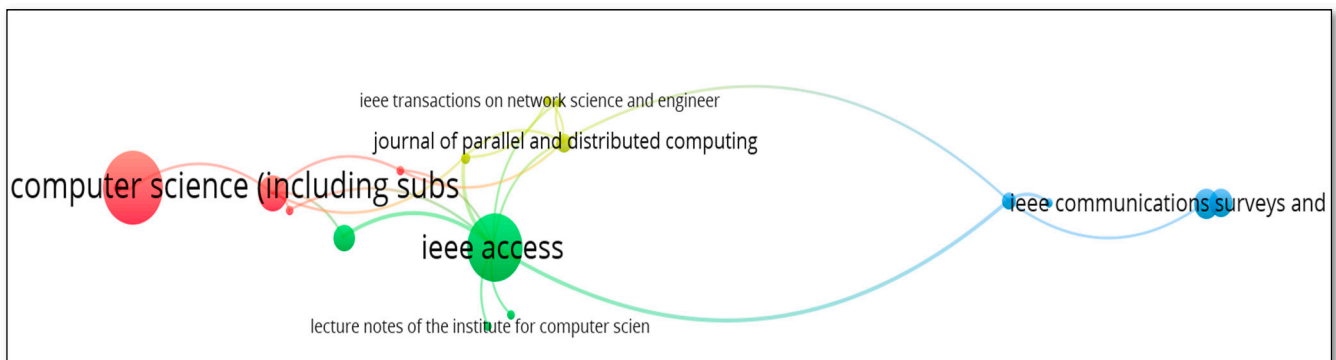 ieee transactions on network science and engineer
journal of parallel and distributed computing
computer science (including subs
ieee communications surveys and
ieee access
lecture notes of the institute for computer scien